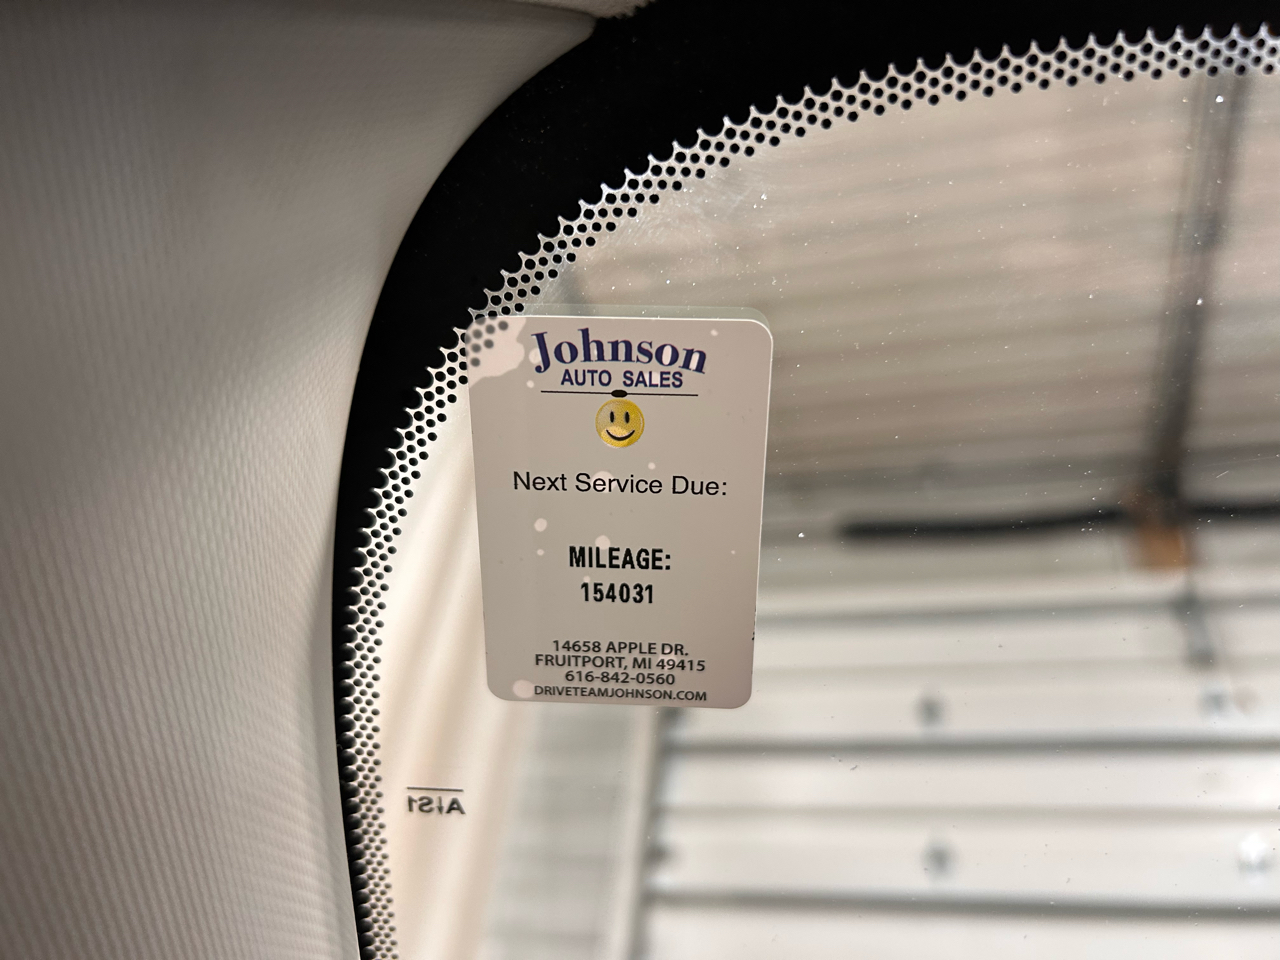 Johnson
AUTO SALES
Next Service Due:
MILEAGE:
154031
14658 APPLE DR.
FRUITPORT, MI 49415
616-842-0560
DRIVETEAMJOHNSON.COM
AS1